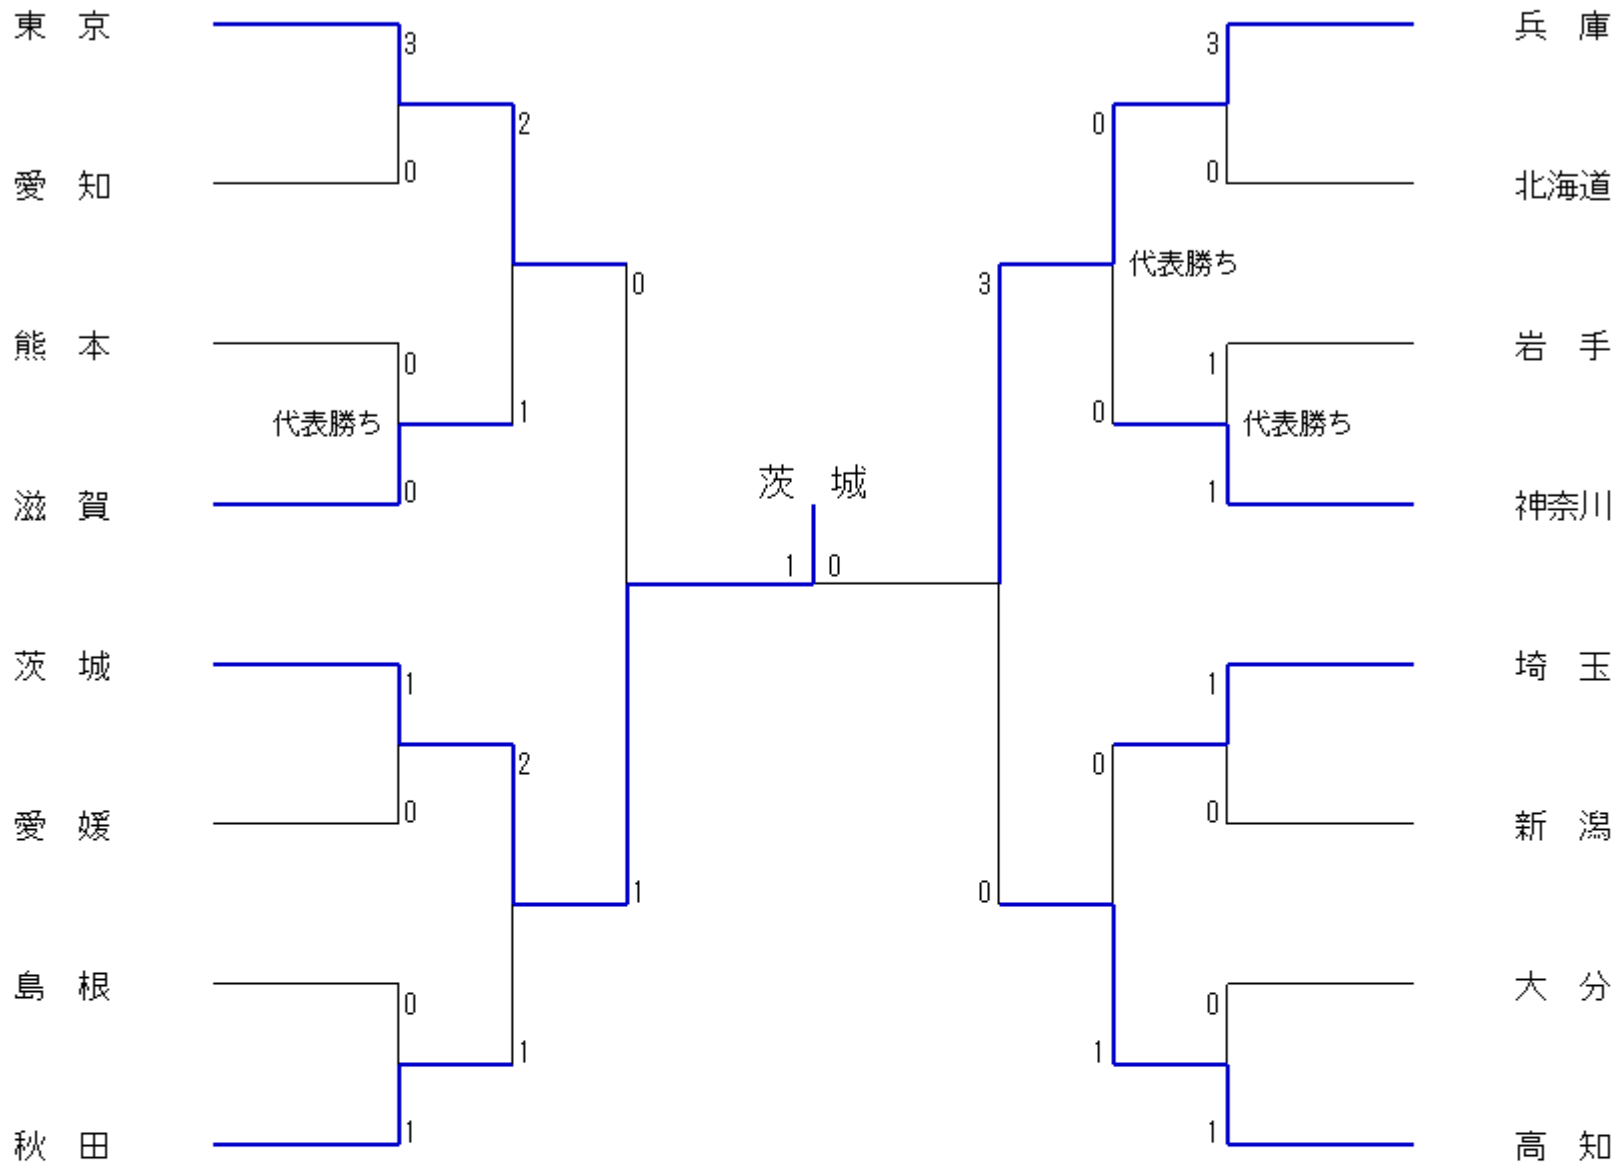 東　京
3
2
愛　知
0
0
熊　本
0
代表勝ち
1
滋　賀
0
茨　城
1
2
愛　媛
0
1
島　根
0
1
秋　田
1
茨　城
1 0
兵　庫
3
0
北海道
0
代表勝ち
3
岩　手
1
0
代表勝ち
神奈川
1
埼　玉
1
0
新　潟
0
0
大　分
0
1
高　知
1